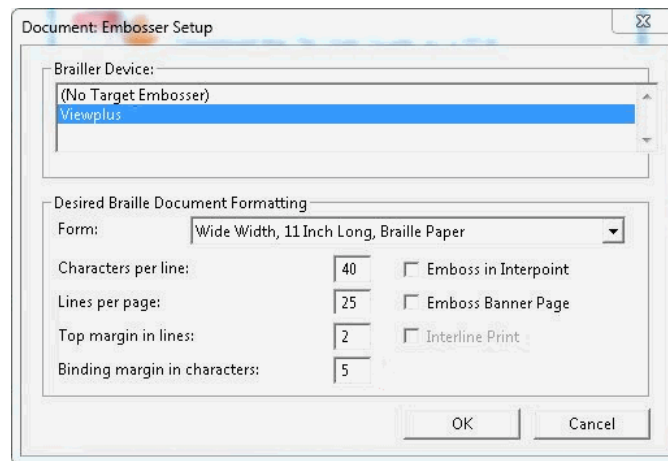 Document: Embosser Setup
Brailler Device:
(No Target Embosser)
Viewplus
Desired Braille Document Formatting
Form: Wide Width, 11 Inch Long, Braille Paper
Characters per line: 40 Emboss in Interpoint
Lines per page: 25 Emboss Banner Page
Top margin in lines: 2 Interline Print
Binding margin in characters: 5
OK Cancel